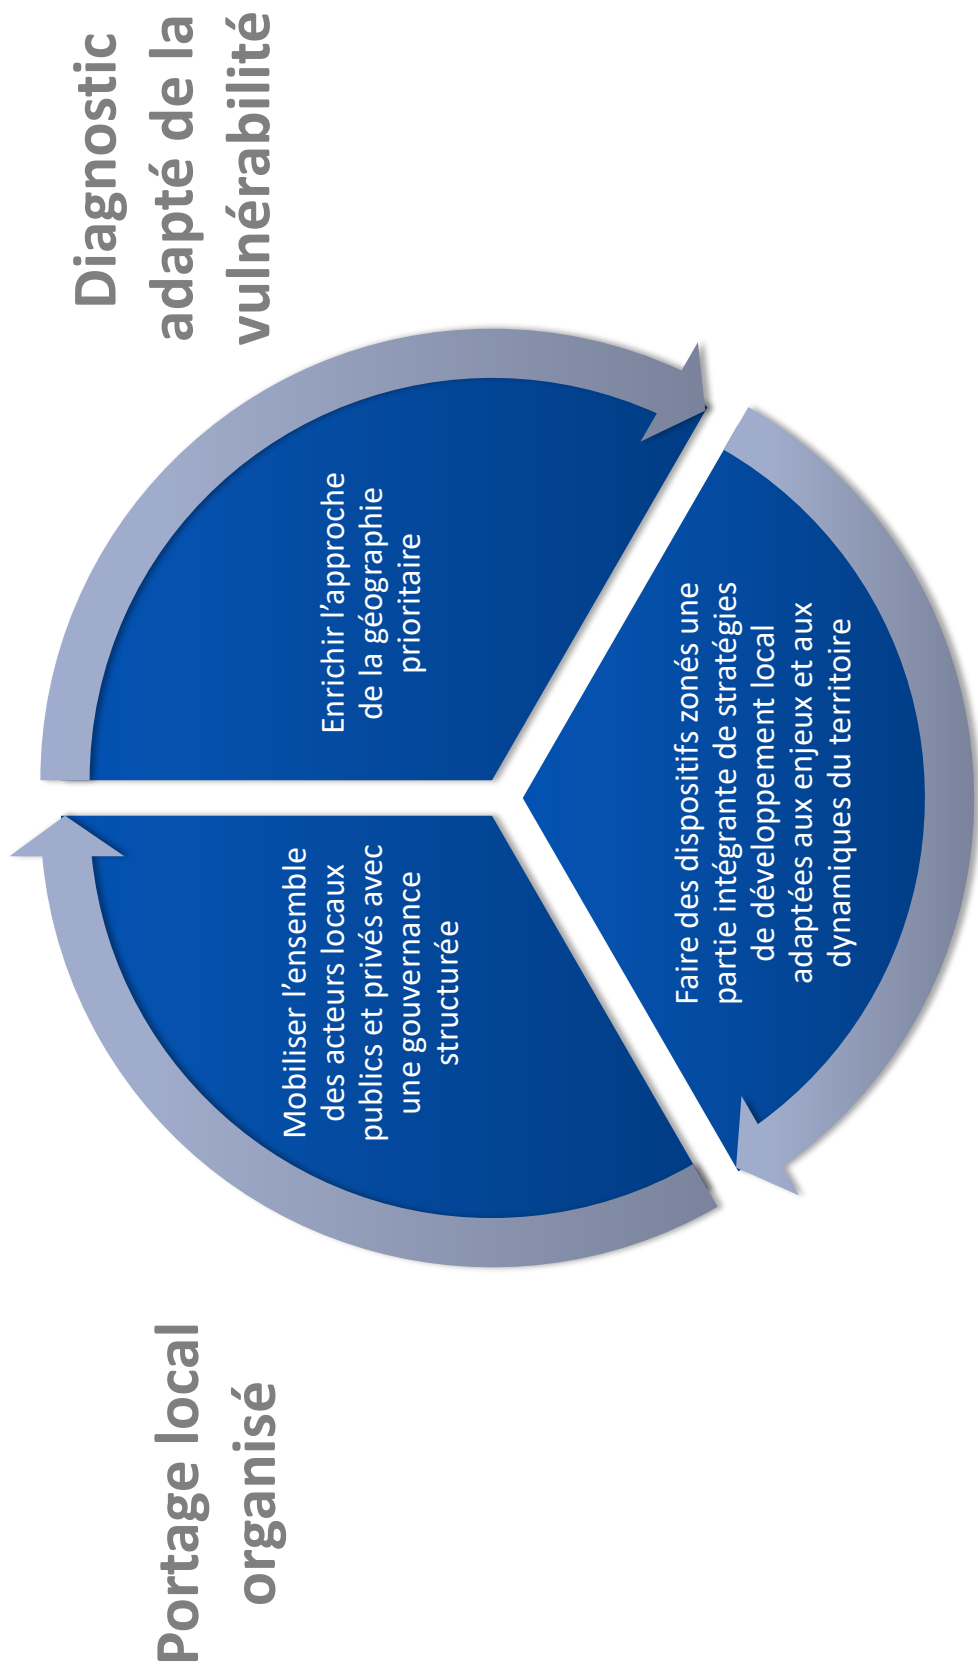 Portage local
organisé
Diagnostic
adapté de la
vulnérabilité
Mobiliser l’ensemble
des acteurs locaux
publics et privés avec
une gouvernance
structurée
Enrichir l’approche
de la géographie
prioritaire
Faire des dispositifs zonés une
partie intégrante de stratégies
de développement local
adaptées aux enjeux et aux
dynamiques du territoire